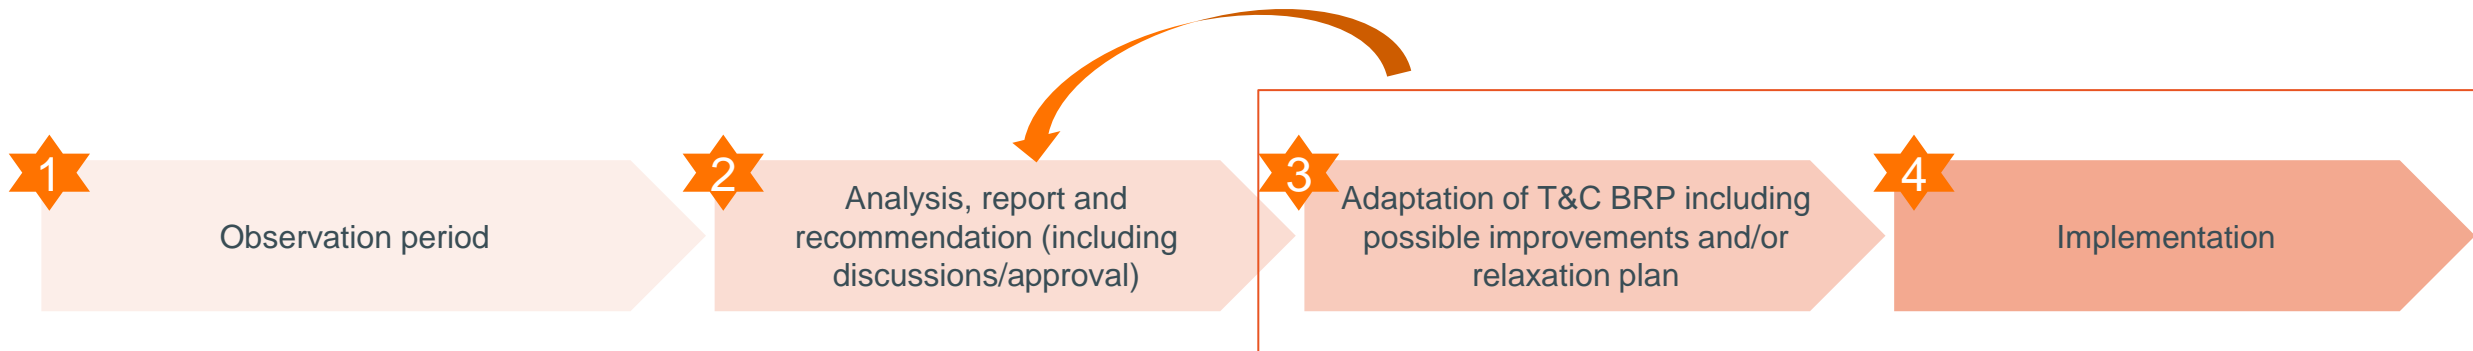 1
Observation period
2
Analysis, report and
recommendation (including
discussions/approval)
3
Adaptation of T&C BRP including
possible improvements and/or
relaxation plan
4
Implementation